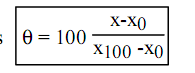 s θ = 100 x-x0
x100 -x0